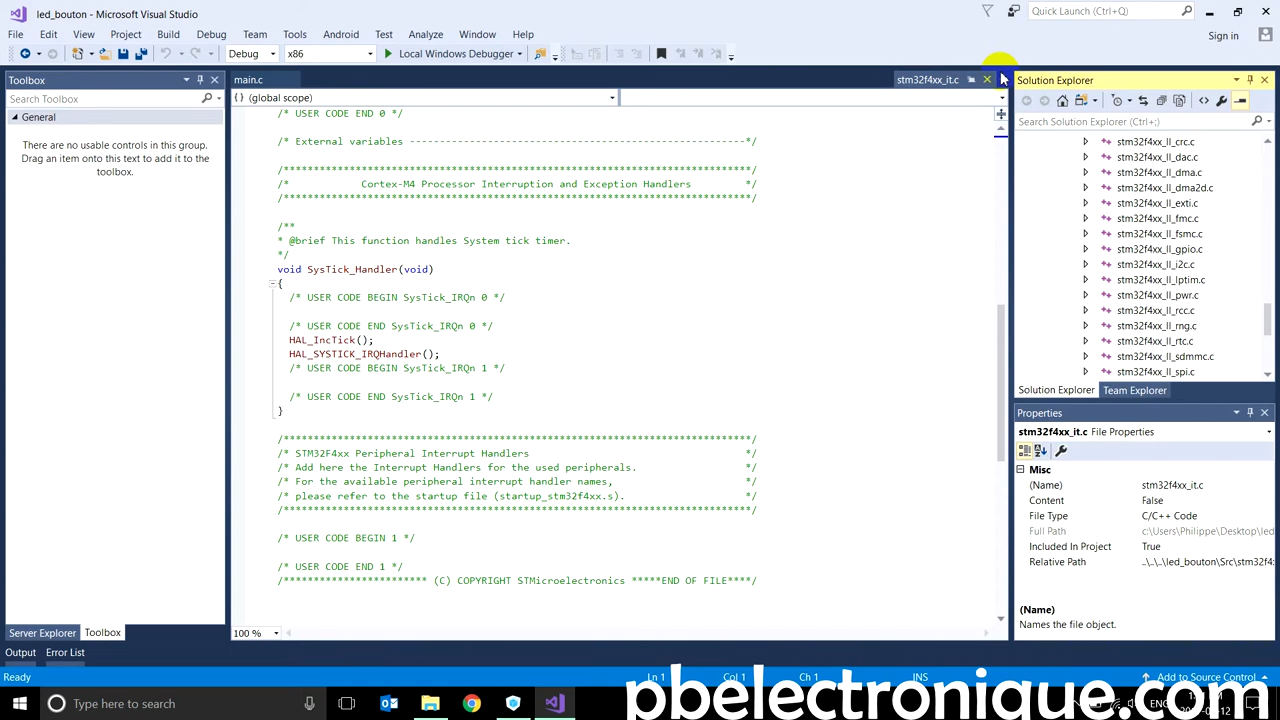 led_bouton - Microsoft Visual Studio
Quick Launch (Ctrl+Q)
File Edit View Project Build Debug Team Tools Android Test Analyze Window Help
Sign in
Debug x86 Local Windows Debugger
Toolbox
Search Toolbox
General
There are no usable controls in this group.
Drag an item onto this text to add it to the
toolbox.
Server Explorer Toolbox
Output Error List
main.c
stm32f4xx_it.c
{} (global scope)
/* USER CODE END 0 */
/* External variables ---------------------------------------------------------*/
/******************************************************************************/
/* Cortex-M4 Processor Interruption and Exception Handlers */
/******************************************************************************/
/**
* @brief This function handles System tick timer.
*/
void SysTick_Handler(void)
{
/* USER CODE BEGIN SysTick_IRQn 0 */
/* USER CODE END SysTick_IRQn 0 */
HAL_IncTick();
HAL_SYSTICK_IRQHandler();
/* USER CODE BEGIN SysTick_IRQn 1 */
/* USER CODE END SysTick_IRQn 1 */
}
/******************************************************************************/
/* STM32F4xx Peripheral Interrupt Handlers */
/* Add here the Interrupt Handlers for the used peripherals. */
/* For the available peripheral interrupt handler names, */
/* please refer to the startup file (startup_stm32f4xx.s). */
/******************************************************************************/
/* USER CODE BEGIN 1 */
/* USER CODE END 1 */
/************************ (C) COPYRIGHT STMicroelectronics *****END OF FILE****/
100 %
Solution Explorer
Search Solution Explorer (Ctrl+;)
stm32f4xx_ll_crc.c
stm32f4xx_ll_dac.c
stm32f4xx_ll_dma.c
stm32f4xx_ll_dma2d.c
stm32f4xx_ll_exti.c
stm32f4xx_ll_fmc.c
stm32f4xx_ll_fsmc.c
stm32f4xx_ll_gpio.c
stm32f4xx_ll_i2c.c
stm32f4xx_ll_lptim.c
stm32f4xx_ll_pwr.c
stm32f4xx_ll_rcc.c
stm32f4xx_ll_rng.c
stm32f4xx_ll_rtc.c
stm32f4xx_ll_sdmmc.c
stm32f4xx_ll_spi.c
Solution Explorer Team Explorer
Properties
stm32f4xx_it.c File Properties
Misc
(Name) stm32f4xx_it.c
Content False
File Type C/C++ Code
Full Path c:\Users\Philippe\Desktop\led
Included In Project True
Relative Path ..\..\..\led_bouton\Src\stm32f4
(Name)
Names the file object.
Ready Ln 1 Col 1 Ch 1 INS Add to Source Control
Type here to search
pbelectronique.com